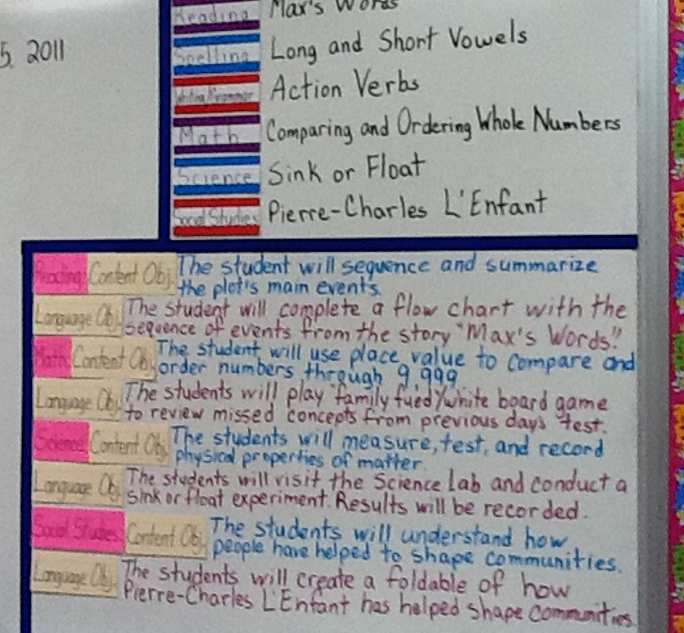 5, 2011
Reading Max's Words
Spelling Long and Short Vowels
Writing/Grammar Action Verbs
Math Comparing and Ordering Whole Numbers
Science Sink or Float
Social Studies Pierre-Charles L'Enfant
Reading Content Obj. The student will sequence and summarize
the plot's main events.
Language Obj. The student will complete a flow chart with the
sequence of events from the story "Max's Words".
Math Content Obj. The student will use place value to compare and
order numbers through 9,999
Language Obj. The students will play "family fued"/white board game
to review missed concepts from previous day's test.
Science Content Obj. The students will measure, test, and record
physical properties of matter.
Language Obj. The students will visit the Science Lab and conduct a
sink or float experiment. Results will be recorded.
Social Studies Content Obj. The students will understand how
people have helped to shape communities.
Language Obj. The students will create a foldable of how
Pierre-Charles L'Enfant has helped shape communities.